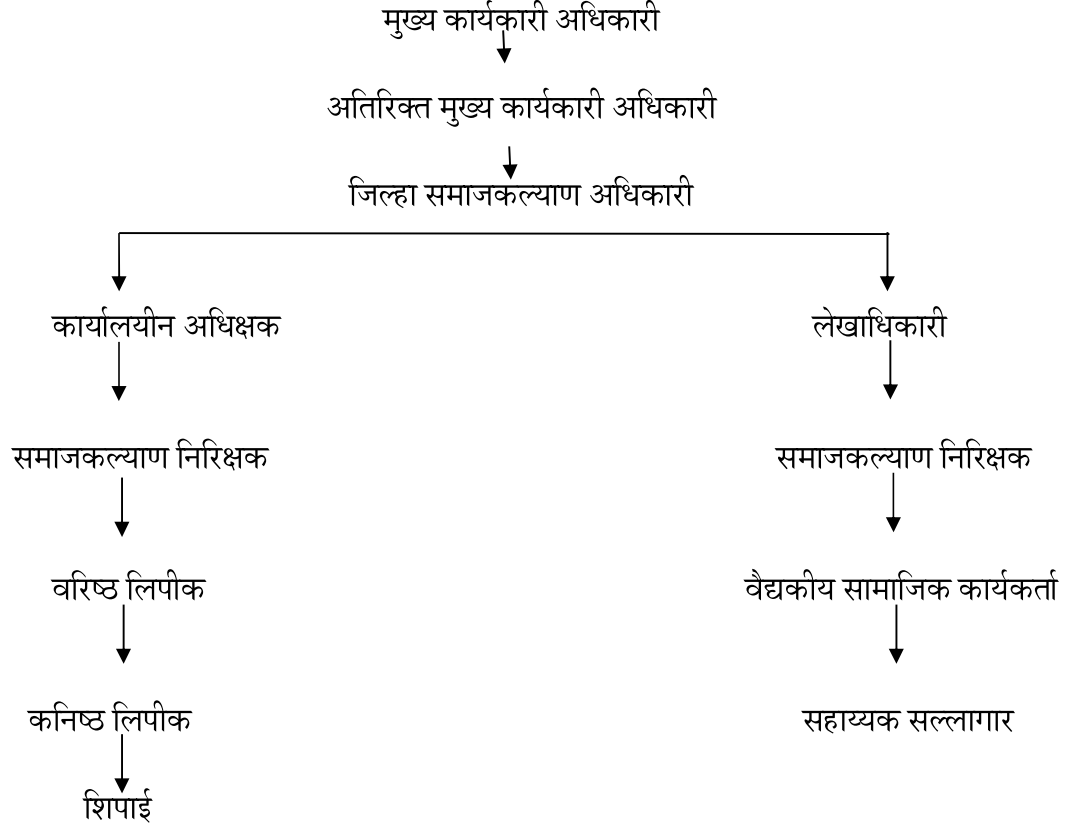 मुख्य कार्यकारी अधिकारी
अतिरिक्त मुख्य कार्यकारी अधिकारी
जिल्हा समाजकल्याण अधिकारी
कार्यालयीन अधिक्षक
लेखाधिकारी
समाजकल्याण निरिक्षक
समाजकल्याण निरिक्षक
वरिष्ठ लिपीक
वैद्यकीय सामाजिक कार्यकर्ता
कनिष्ठ लिपीक
सहाय्यक सल्लागार
शिपाई